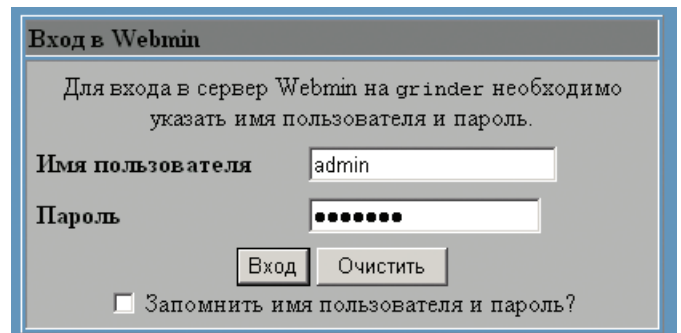 Вход в Webmin
Для входа в сервер Webmin на grinder необходимо
указать имя пользователя и пароль.
Имя пользователя admin
Пароль •••••••
Вход Очистить
Запомнить имя пользователя и пароль?